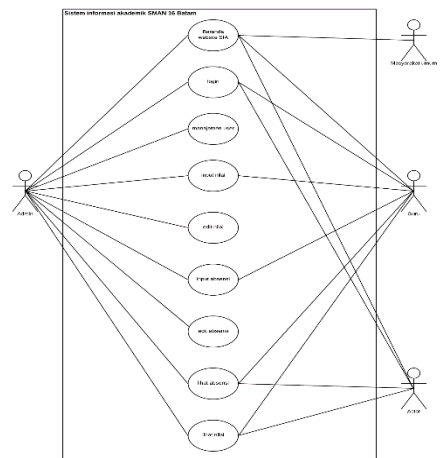 Sistem informasi akademik SMAN 16 Batam
Beranda
website SIA
Masyarakat umum
login
manajemen user
input nilai
Admin
Guru
edit nilai
input absensi
edit absensi
lihat absensi
Actor
lihat nilai